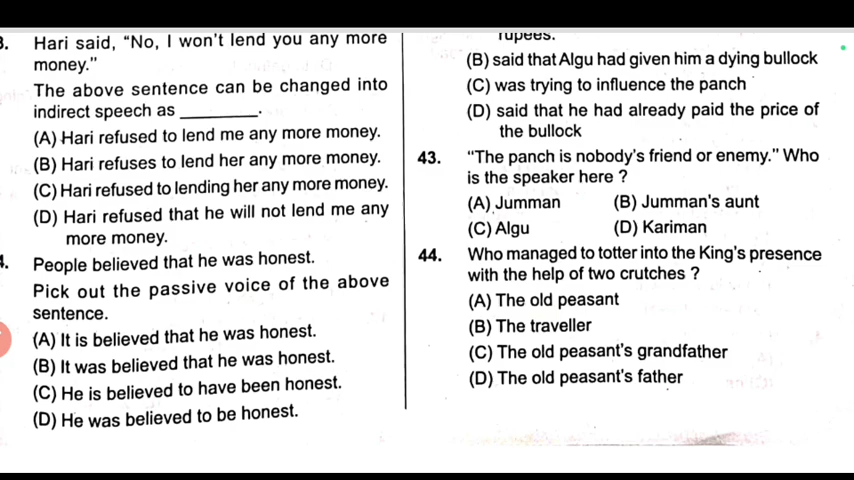 3. Hari said, “No, I won't lend you any more
money.”
The above sentence can be changed into
indirect speech as _________.
(A) Hari refused to lend me any more money.
(B) Hari refuses to lend her any more money.
(C) Hari refused to lending her any more money.
(D) Hari refused that he will not lend me any
more money.
4. People believed that he was honest.
Pick out the passive voice of the above
sentence.
(A) It is believed that he was honest.
(B) It was believed that he was honest.
(C) He is believed to have been honest.
(D) He was believed to be honest.
rupees.
(B) said that Algu had given him a dying bullock
(C) was trying to influence the panch
(D) said that he had already paid the price of
the bullock
43. “The panch is nobody's friend or enemy.” Who
is the speaker here ?
(A) Jumman (B) Jumman's aunt
(C) Algu (D) Kariman
44. Who managed to totter into the King's presence
with the help of two crutches ?
(A) The old peasant
(B) The traveller
(C) The old peasant's grandfather
(D) The old peasant's father